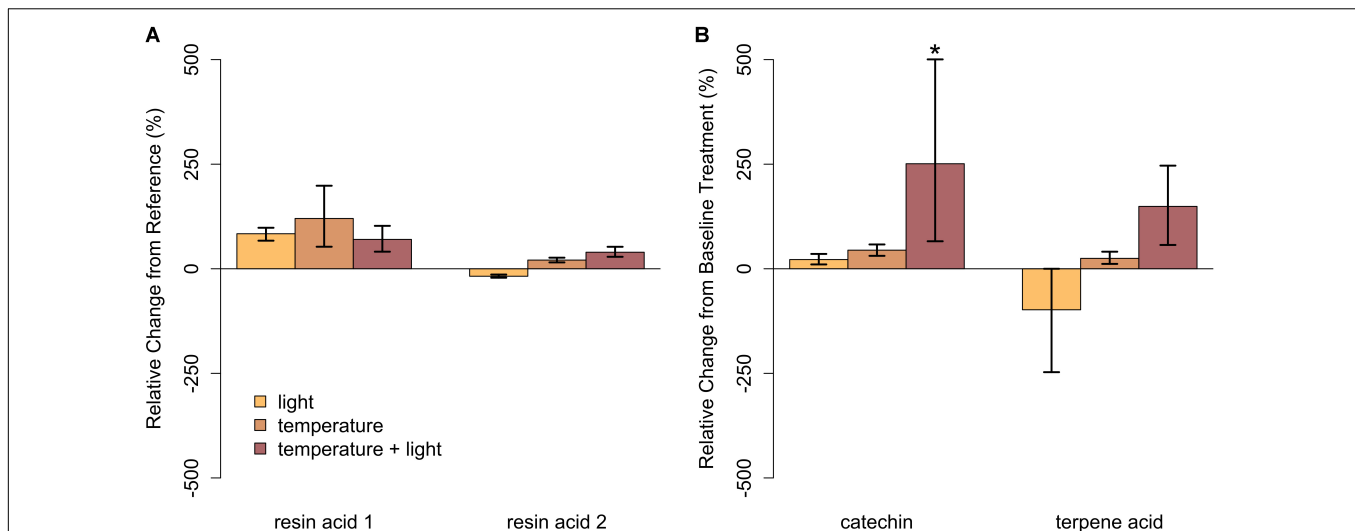 A
Relative Change from Reference (%)
500
250
0
-250
-500
light
temperature
temperature + light
resin acid 1
resin acid 2
B
Relative Change from Baseline Treatment (%)
500
250
0
-250
-500
*
catechin
terpene acid